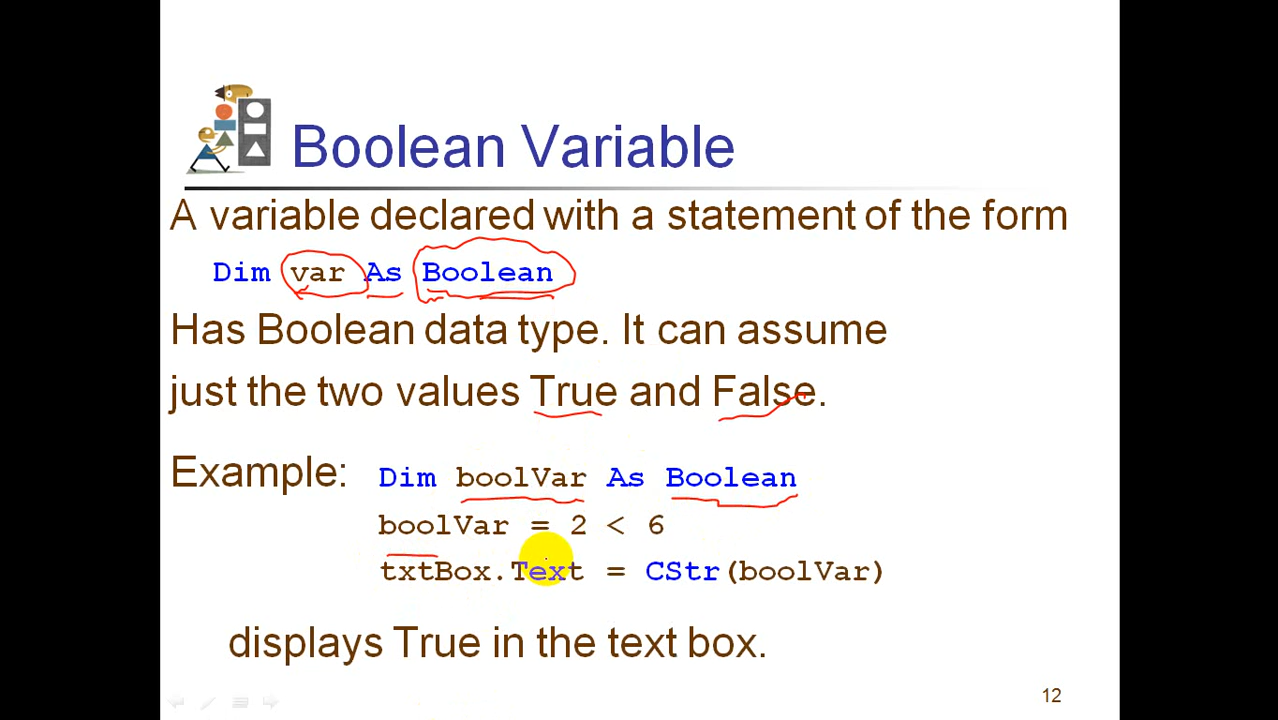 Boolean Variable
A variable declared with a statement of the form
Dim var As Boolean
Has Boolean data type. It can assume
just the two values True and False.
Example: Dim boolVar As Boolean
boolVar = 2 < 6
txtBox.Text = CStr(boolVar)
displays True in the text box.
12